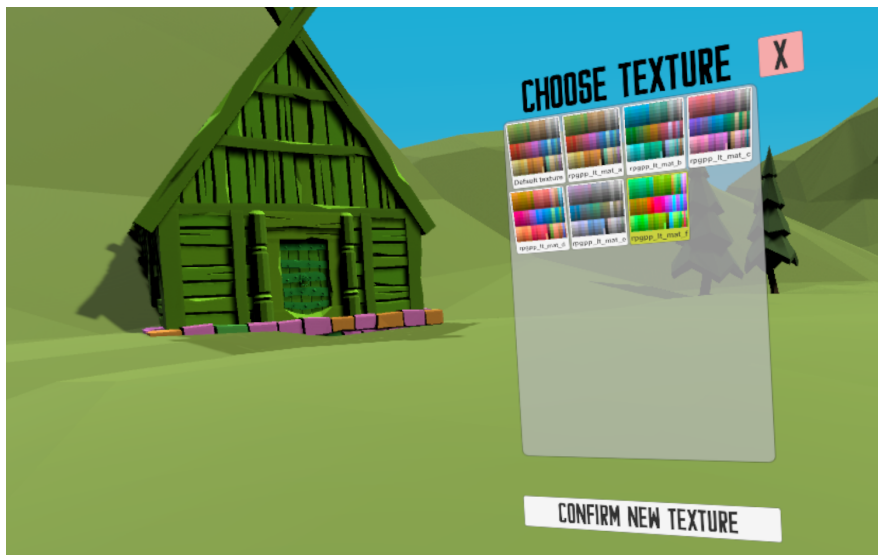 CHOOSE TEXTURE
X
Default texture
rpgpp_lt_mat_a
rpgpp_lt_mat_b
rpgpp_lt_mat_c
rpgpp_lt_mat_d
rpgpp_lt_mat_e
rpgpp_lt_mat_f
CONFIRM NEW TEXTURE